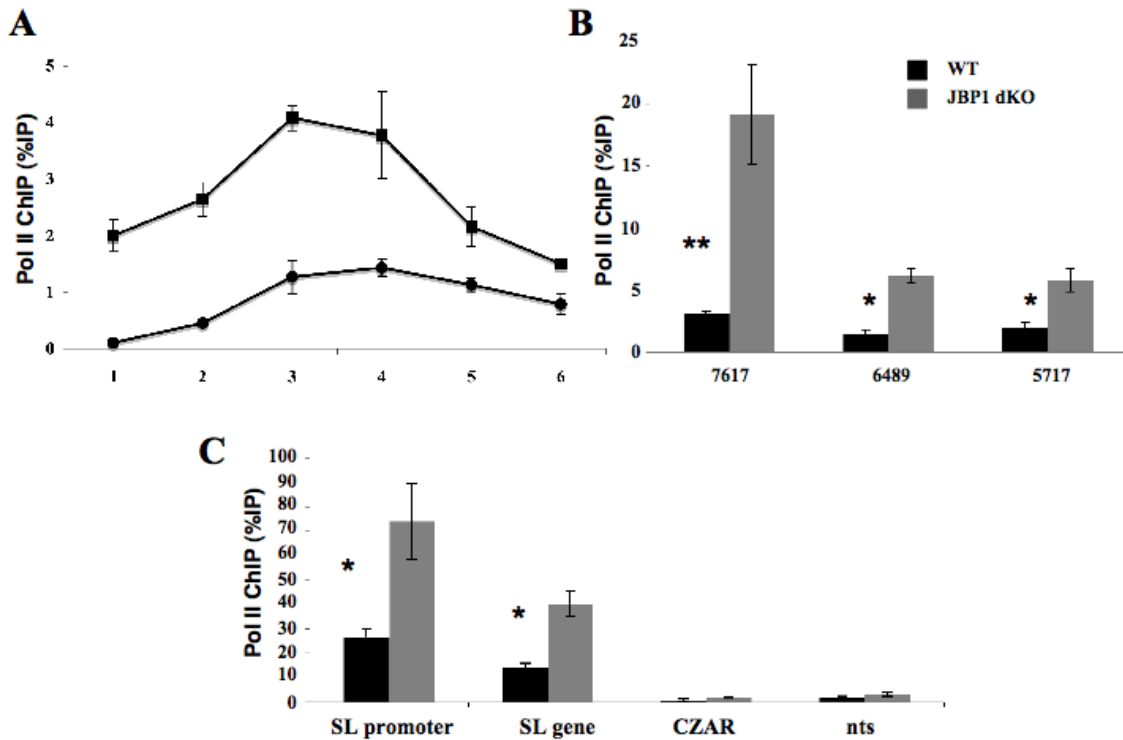 A
Pol II ChIP (%IP)
5
4
3
2
1
0
1 2 3 4 5 6
B
Pol II ChIP (%IP)
25
20
15
10
5
0
WT
JBP1 dKO
**
*
*
7617 6489 5717
C
Pol II ChIP (%IP)
100
90
80
70
60
50
40
30
20
10
0
*
*
SL promoter SL gene CZAR nts